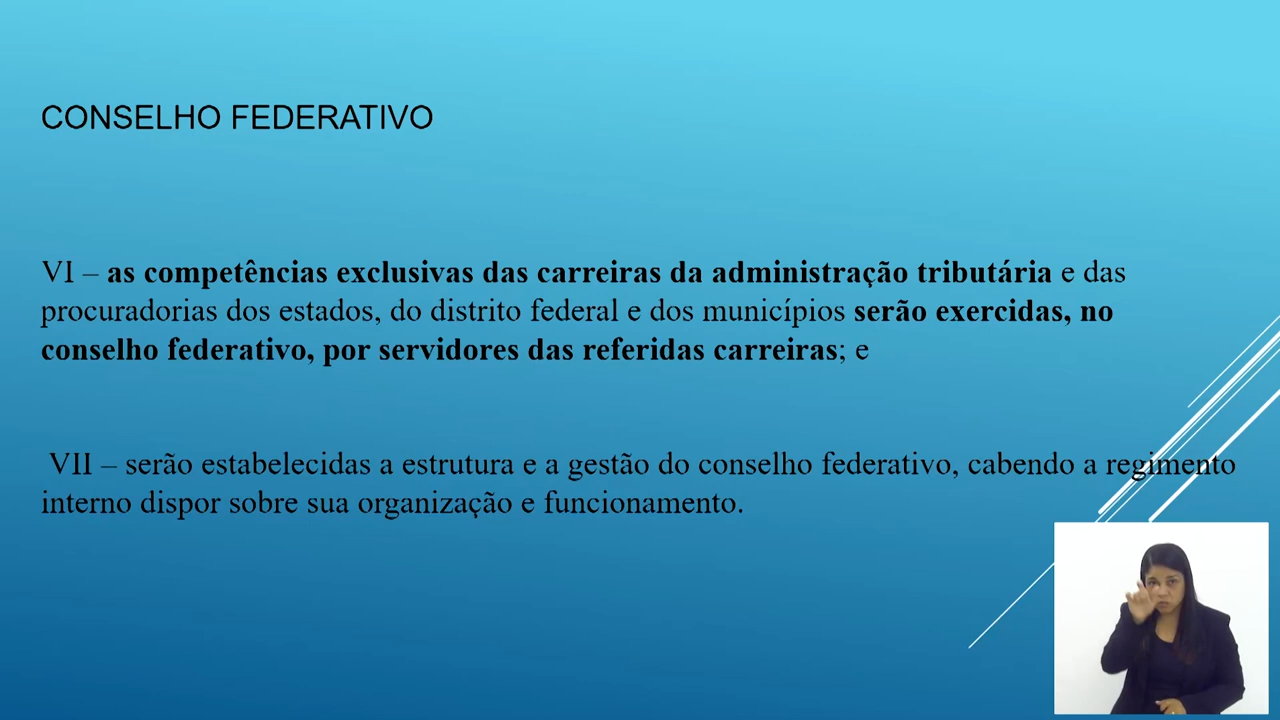 CONSELHO FEDERATIVO
VI – as competências exclusivas das carreiras da administração tributária e das
procuradorias dos estados, do distrito federal e dos municípios serão exercidas, no
conselho federativo, por servidores das referidas carreiras; e
VII – serão estabelecidas a estrutura e a gestão do conselho federativo, cabendo a regimento
interno dispor sobre sua organização e funcionamento.